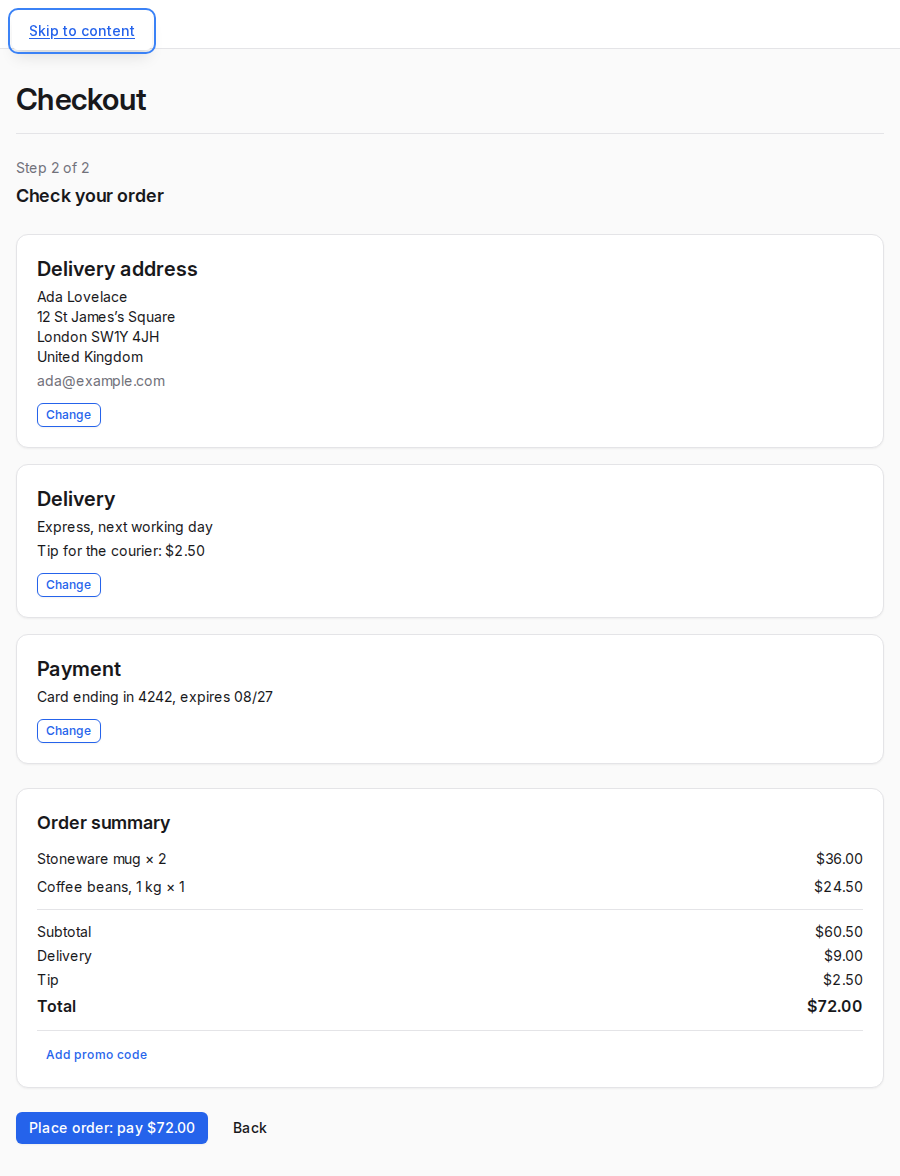 Skip to content
Checkout
Step 2 of 2
Check your order
Delivery address
Ada Lovelace
12 St James’s Square
London SW1Y 4JH
United Kingdom
ada@example.com
Change
Delivery
Express, next working day
Tip for the courier: $2.50
Change
Payment
Card ending in 4242, expires 08/27
Change
Order summary
Stoneware mug × 2 $36.00
Coffee beans, 1 kg × 1 $24.50
Subtotal $60.50
Delivery $9.00
Tip $2.50
Total $72.00
Add promo code
Place order: pay $72.00 Back